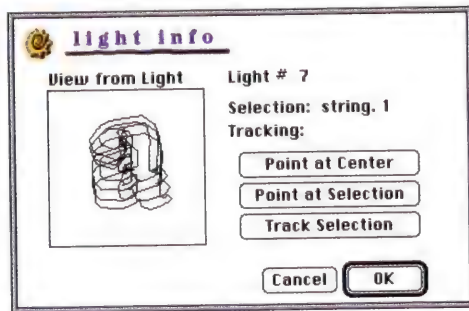 light info
View from Light
Light # 7
Selection: string. 1
Tracking:
Point at Center
Point at Selection
Track Selection
Cancel
OK